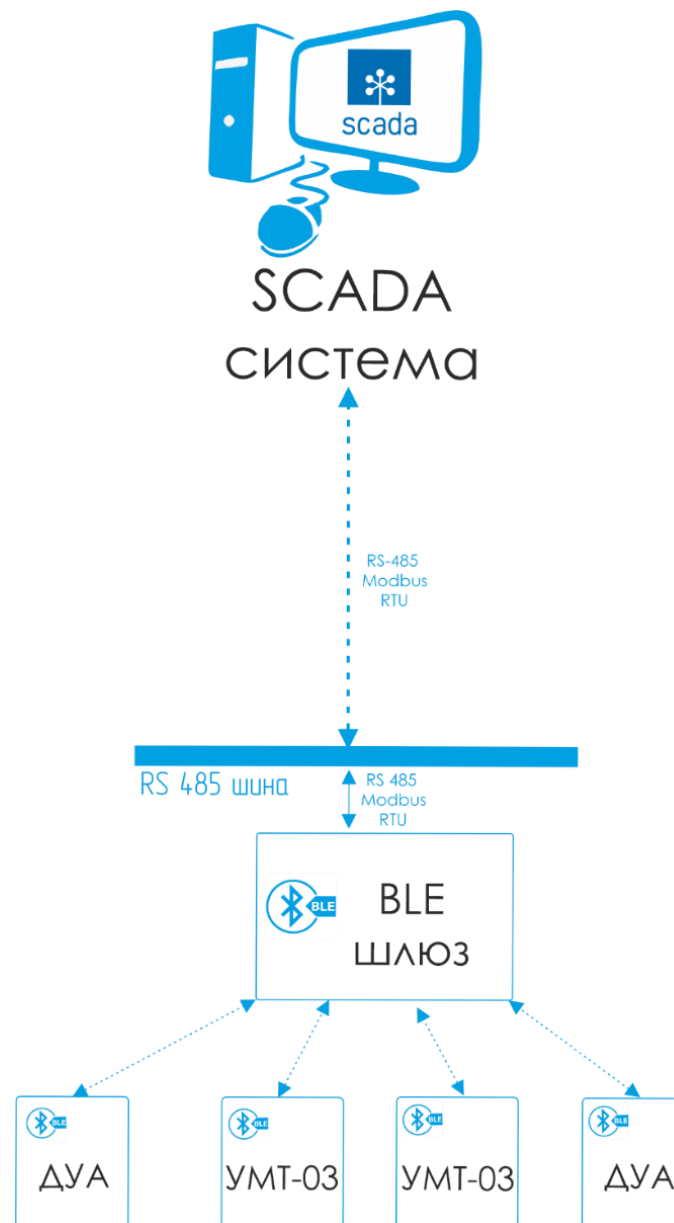 scada
SCADA
система
RS-485
Modbus
RTU
RS 485 шина
RS 485
Modbus
RTU
BLE
BLE
шлюз
BLE
ДУА
BLE
УМТ-03
BLE
УМТ-03
BLE
ДУА